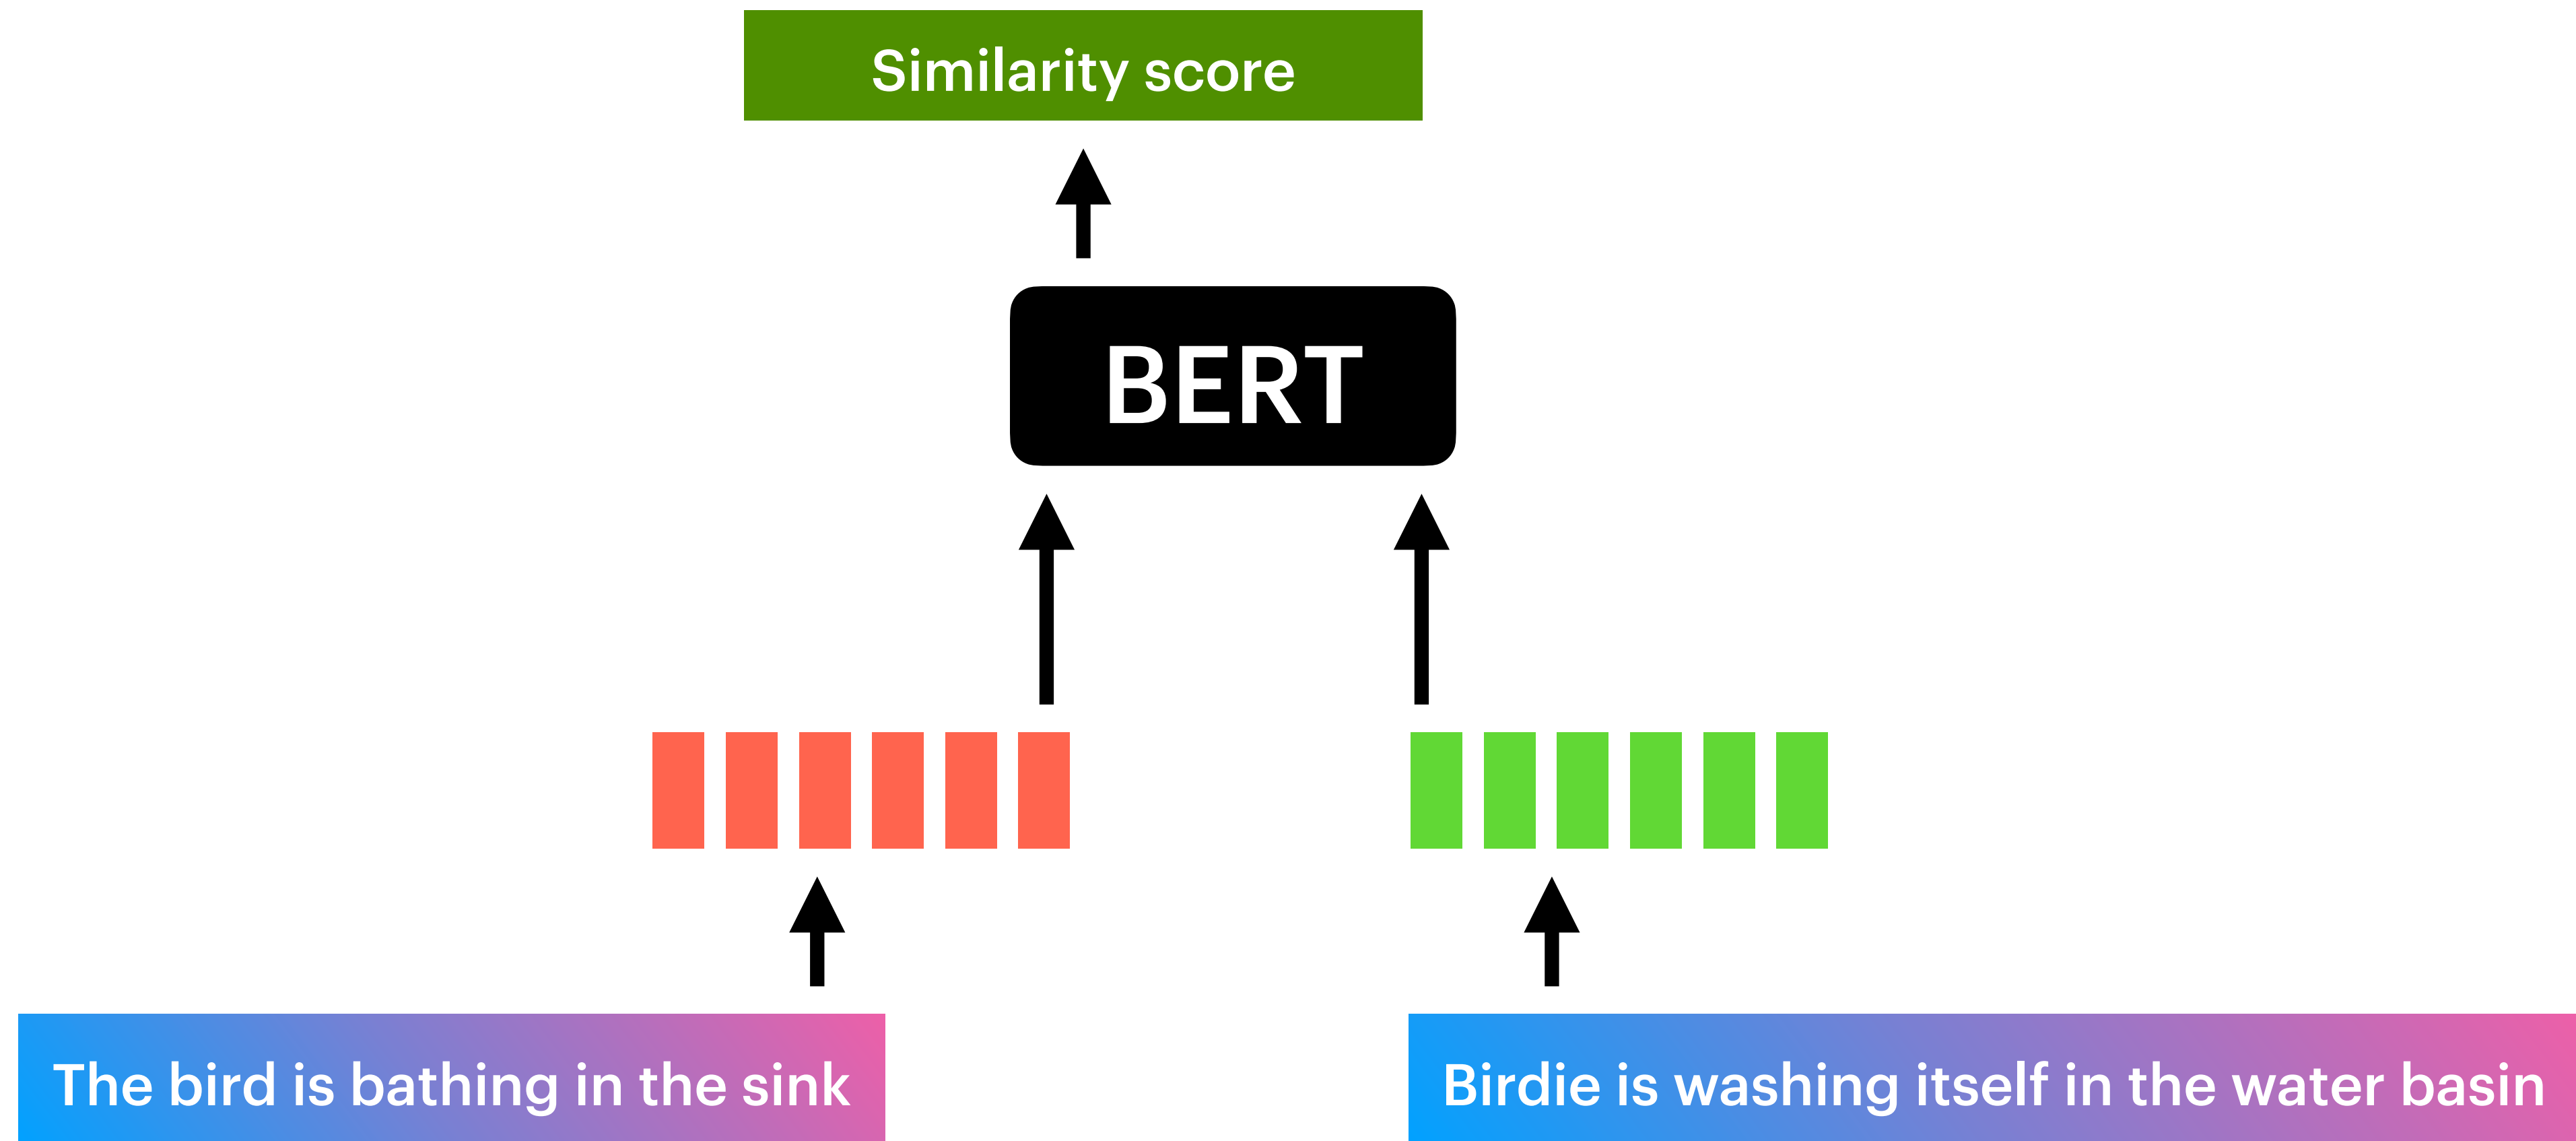 Similarity score
BERT
The bird is bathing in the sink
Birdie is washing itself in the water basin